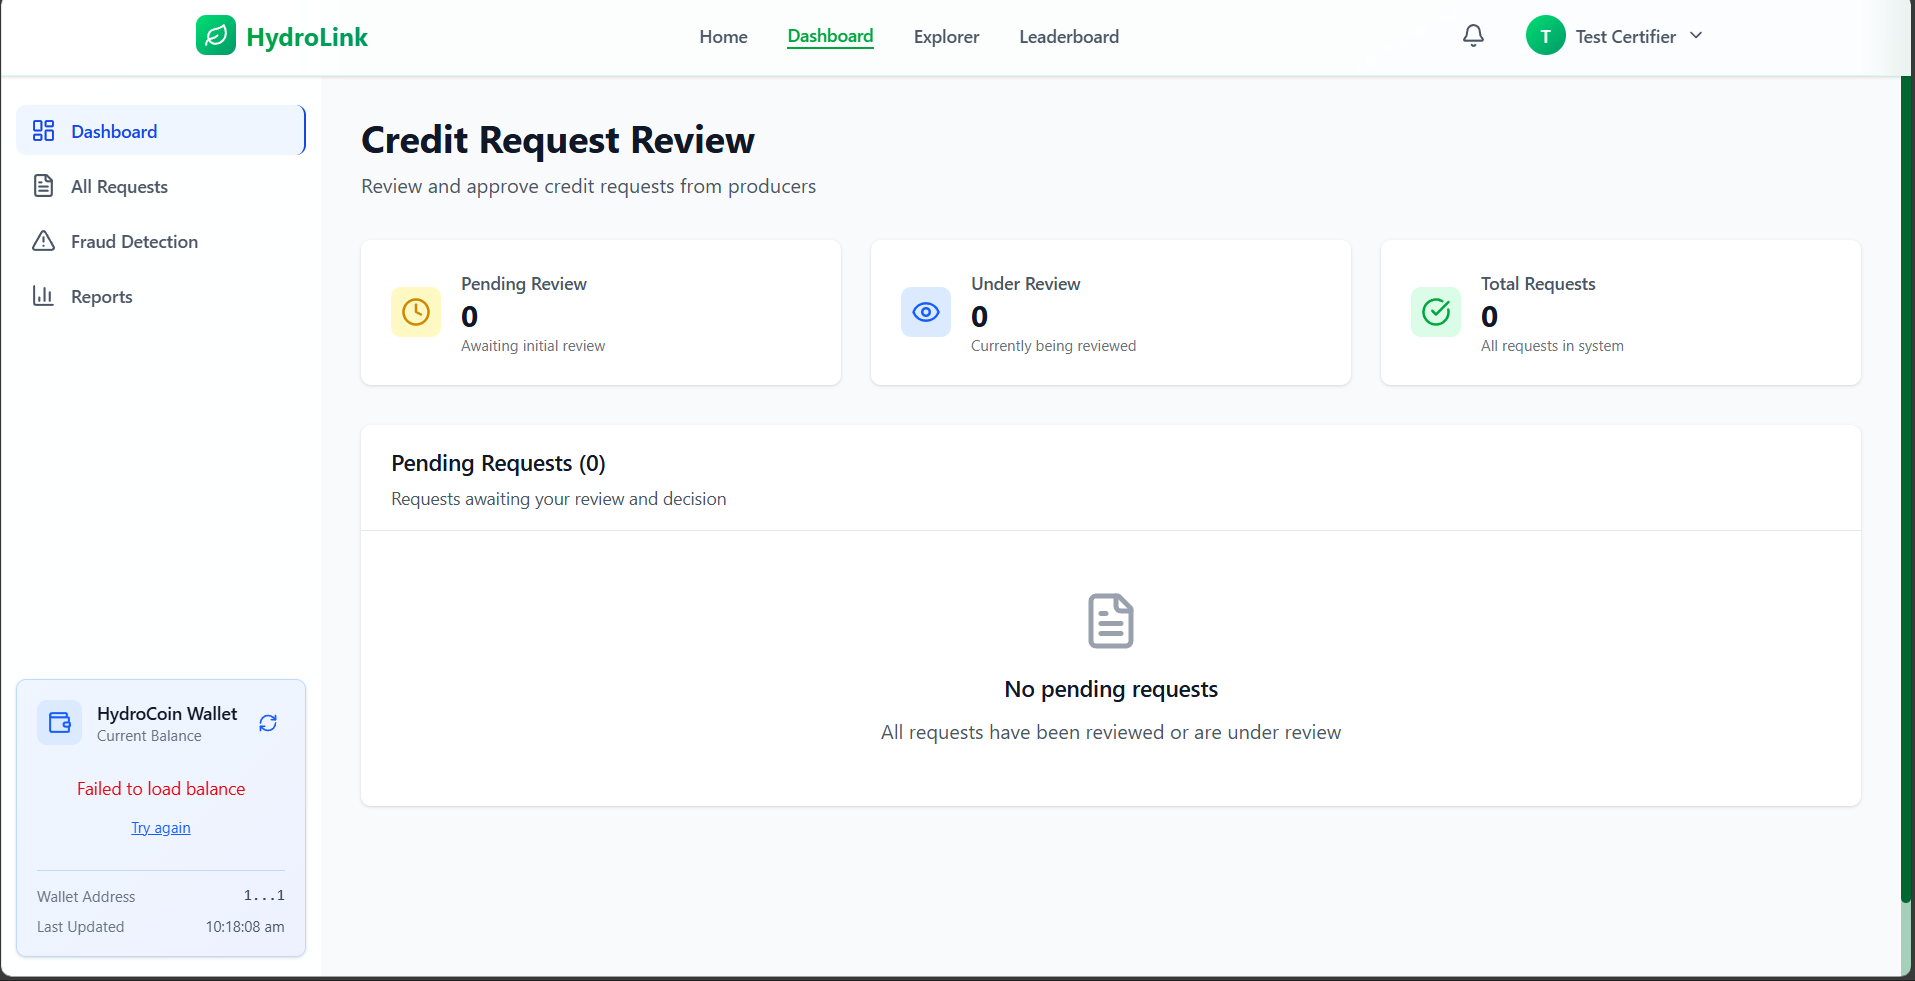 HydroLink
Home
Dashboard
Explorer
Leaderboard
T
Test Certifier
Dashboard
All Requests
Fraud Detection
Reports
Credit Request Review
Review and approve credit requests from producers
Pending Review
0
Awaiting initial review
Under Review
0
Currently being reviewed
Total Requests
0
All requests in system
Pending Requests (0)
Requests awaiting your review and decision
No pending requests
All requests have been reviewed or are under review
HydroCoin Wallet
Current Balance
Failed to load balance
Try again
Wallet Address 1...1
Last Updated 10:18:08 am